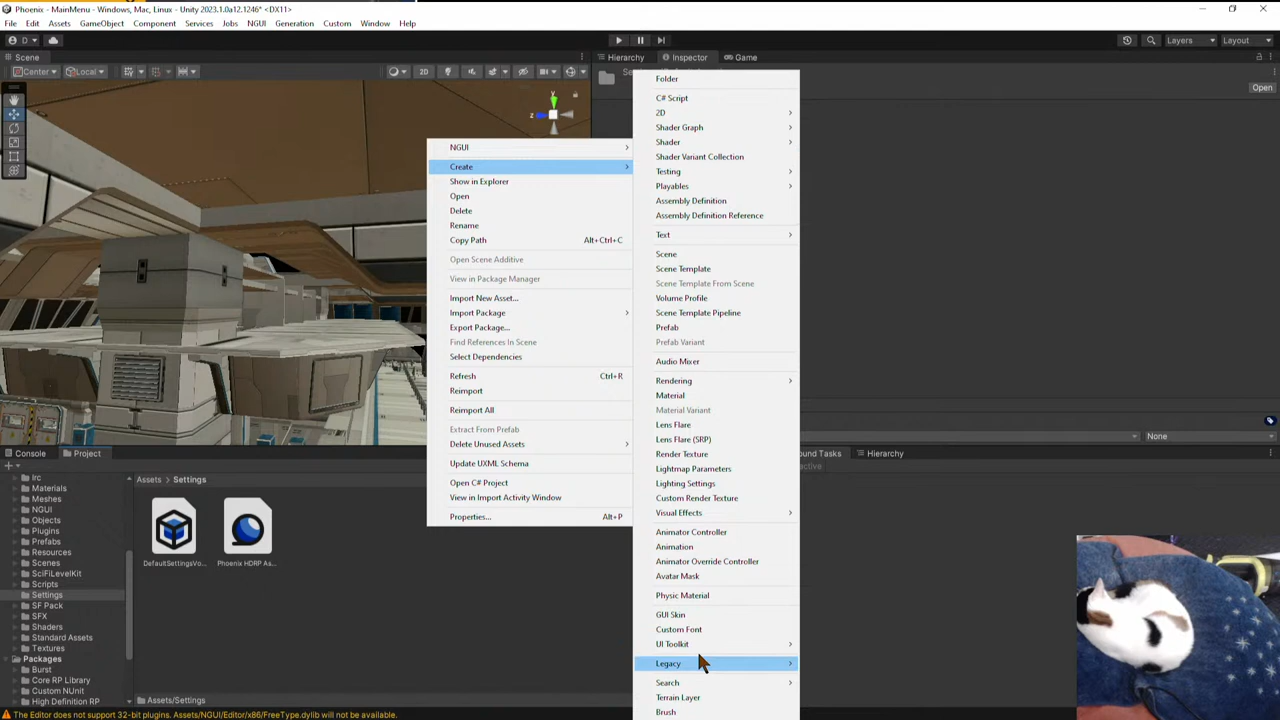 Phoenix - MainMenu - Windows, Mac, Linux - Unity 2023.1.0a12.1246* <DX11>
File Edit Assets GameObject Component Services Jobs NGUI Generation Custom Window Help
D Layers Layout
Scene
Center Local 2D
Hierarchy Inspector Game
Open
NGUI
Create
Show in Explorer
Open
Delete
Rename
Copy Path Alt+Ctrl+C
Open Scene Additive
View in Package Manager
Import New Asset...
Import Package
Export Package...
Find References In Scene
Select Dependencies
Refresh Ctrl+R
Reimport
Reimport All
Extract From Prefab
Delete Unused Assets
Update UXML Schema
Open C# Project
View in Import Activity Window
Properties... Alt+P
Folder
C# Script
2D
Shader Graph
Shader
Shader Variant Collection
Testing
Playables
Assembly Definition
Assembly Definition Reference
Text
Scene
Scene Template
Scene Template From Scene
Volume Profile
Scene Template Pipeline
Prefab
Prefab Variant
Audio Mixer
Rendering
Material
Material Variant
Lens Flare
Lens Flare (SRP)
Render Texture
Lightmap Parameters
Lighting Settings
Custom Render Texture
Visual Effects
Animator Controller
Animation
Animator Override Controller
Avatar Mask
Physic Material
GUI Skin
Custom Font
UI Toolkit
Legacy
Search
Terrain Layer
Brush
None
Tasks Hierarchy
Console Project
Assets > Settings
Irc
Materials
Meshes
NGUI
Objects
Plugins
Prefabs
Resources
Scenes
SciFiLevelKit
Scripts
Settings
SF Pack
SFX
Shaders
Standard Assets
Textures
Packages
Burst
Core RP Library
Custom NUnit
High Definition RP
DefaultSettingsVo... Phoenix HDRP As...
Assets/Settings
The Editor does not support 32-bit plugins. Assets/NGUI/Editor/x86/FreeType.dylib will not be available.